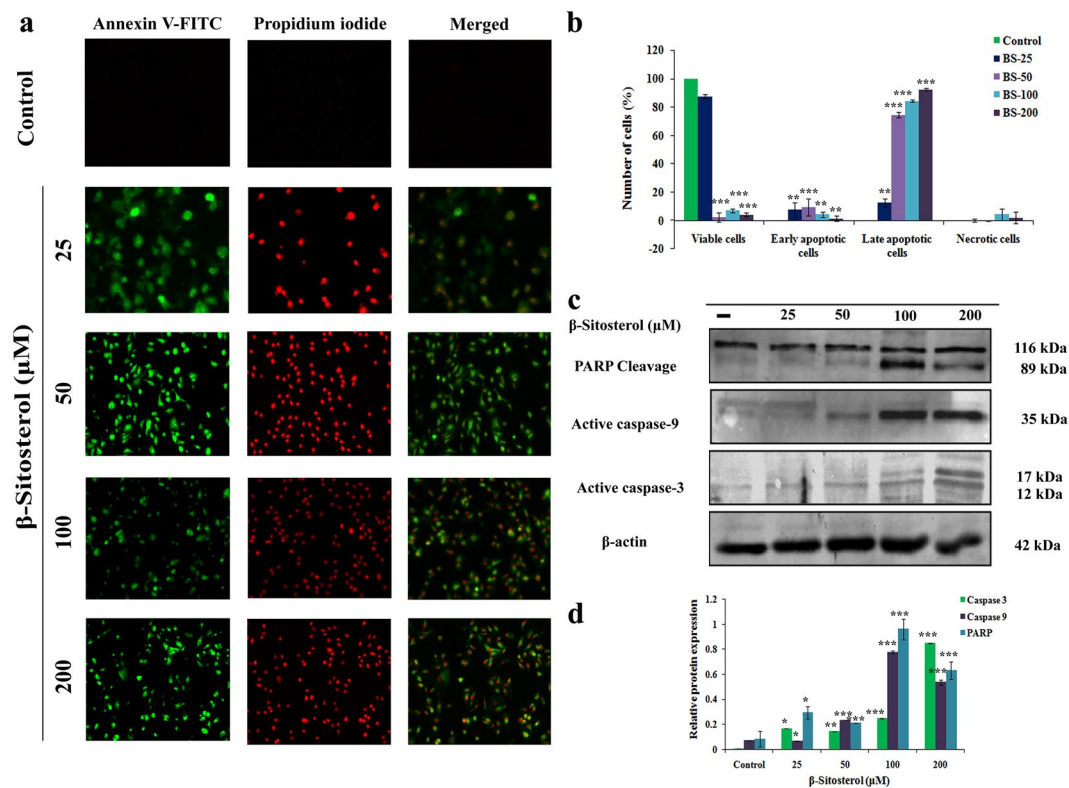 a
Annexin V-FITC Propidium iodide Merged
Control
β-Sitosterol (µM)
25
50
100
200
b
Number of cells (%)
120
100
80
60
40
20
0
-20
*** *** *** ** *** ** ** ** *** *** ***
Viable cells Early apoptotic cells Late apoptotic cells Necrotic cells
Control
BS-25
BS-50
BS-100
BS-200
c
β-Sitosterol (µM) – 25 50 100 200
PARP Cleavage 116 kDa
89 kDa
Active caspase-9 35 kDa
Active caspase-3 17 kDa
12 kDa
β-actin 42 kDa
d
Relative protein expression
1.2
1
0.8
0.6
0.4
0.2
0
* * * ** *** *** *** *** *** *** *** ***
Control 25 50 100 200
β-Sitosterol (µM)
Caspase 3
Caspase 9
PARP